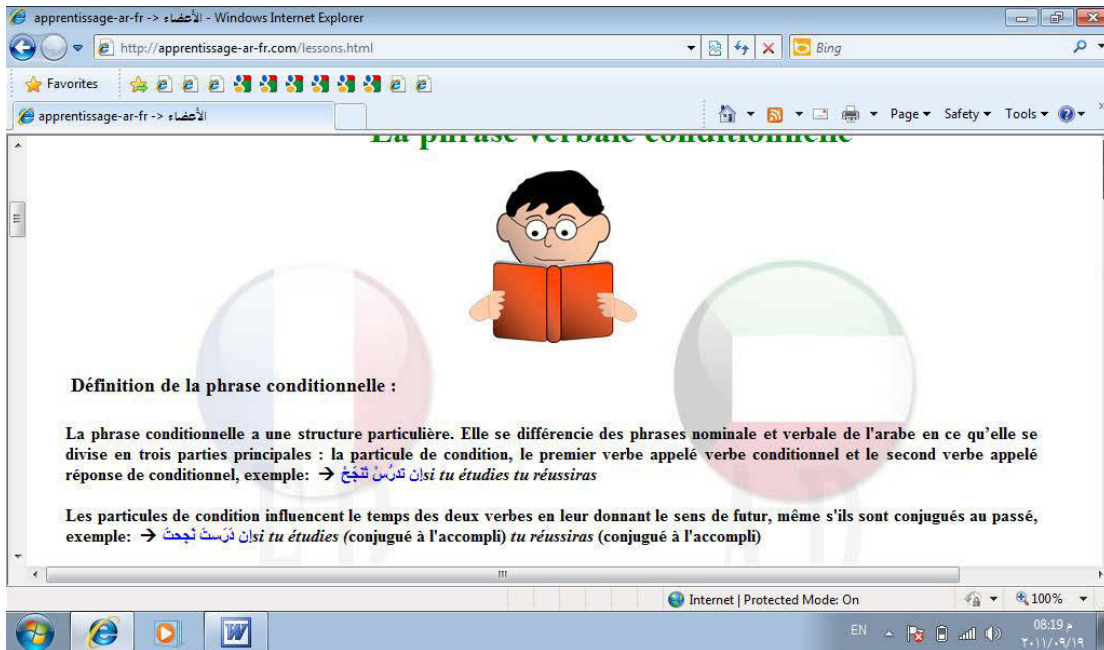 apprentissage-ar-fr -> الأعضاء - Windows Internet Explorer
http://apprentissage-ar-fr.com/lessons.html
Bing
Favorites
apprentissage-ar-fr -> الأعضاء
Page Safety Tools
La phrase verbale conditionnelle
Définition de la phrase conditionnelle :
La phrase conditionnelle a une structure particulière. Elle se différencie des phrases nominale et verbale de l'arabe en ce qu'elle se
divise en trois parties principales : la particule de condition, le premier verbe appelé verbe conditionnel et le second verbe appelé
réponse de conditionnel, exemple: → إن تدرُسْ تَنْجَحْ si tu étudies tu réussiras
Les particules de condition influencent le temps des deux verbes en leur donnant le sens de futur, même s'ils sont conjugués au passé,
exemple: → إن دَرَستَ نَجحتَ si tu étudies (conjugué à l'accompli) tu réussiras (conjugué à l'accompli)
Internet | Protected Mode: On
100%
EN
08:19 م
٢٠١١/٠٩/١٩